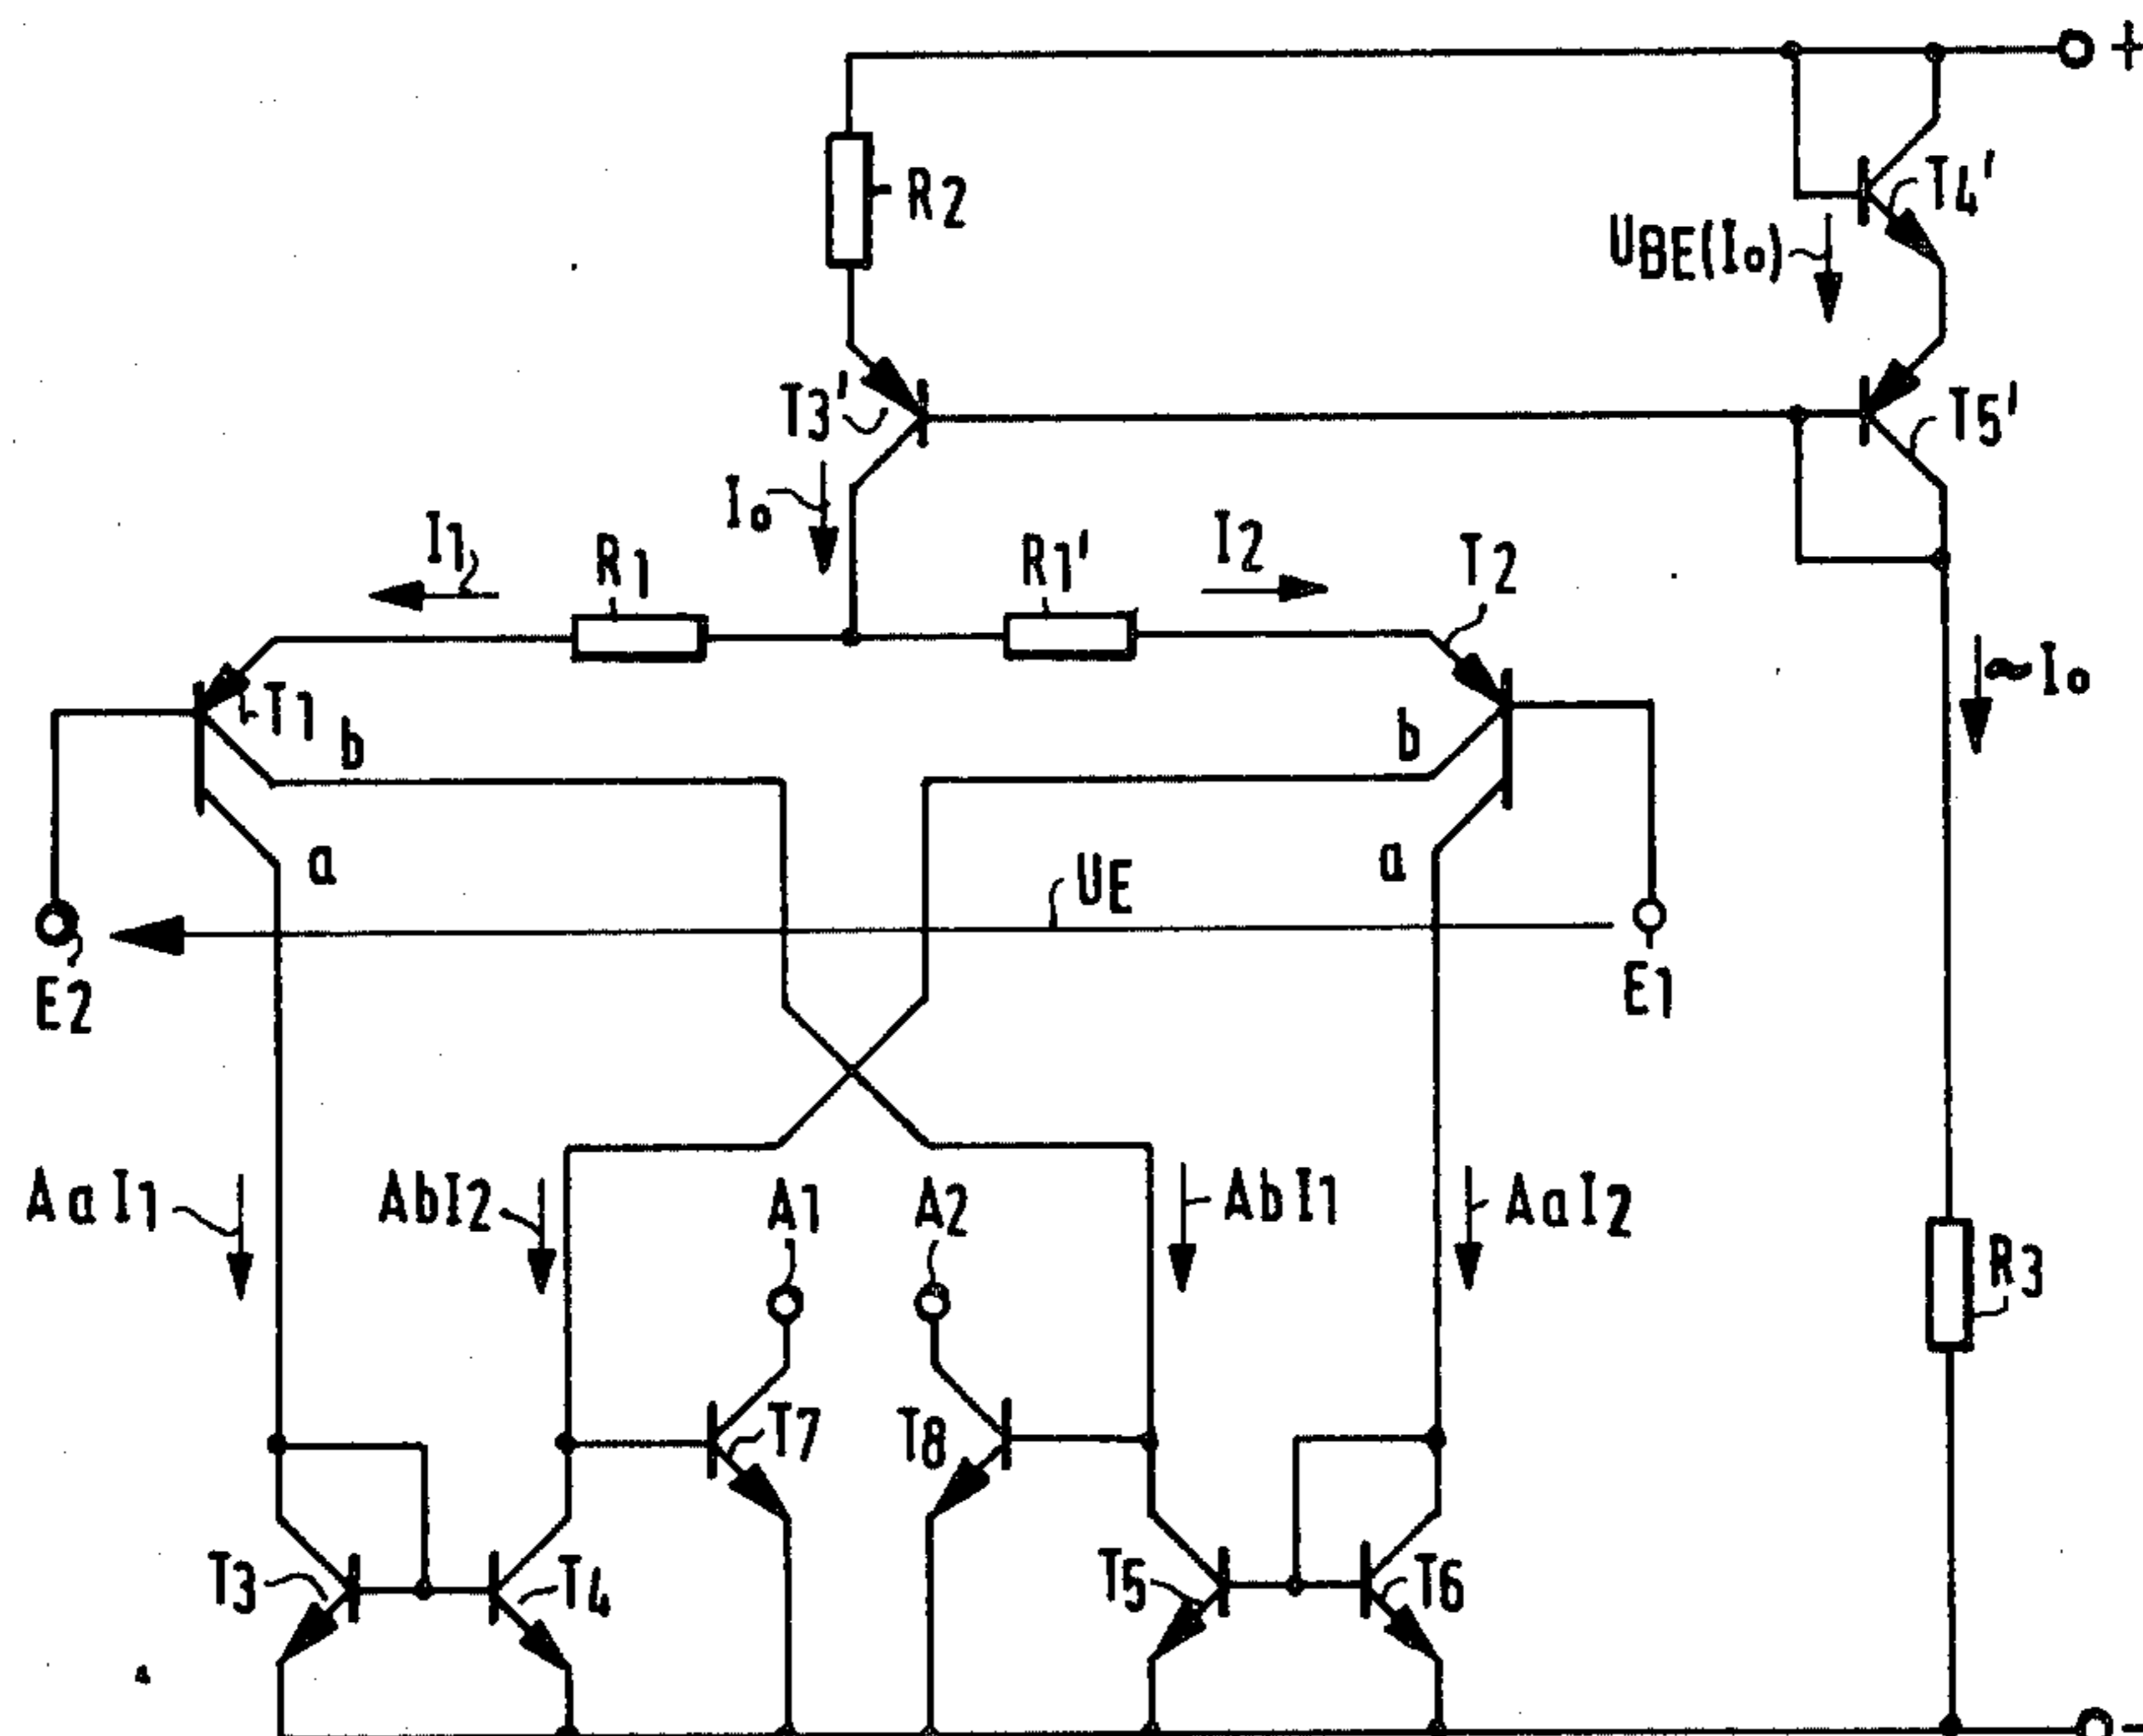 +
R2
T4'
UBE(Io)
T3'
T5'
Io
I1
R1
R1'
I2
T2
≈Io
T1
b
b
a
a
UE
E2
E1
AaI1
AbI2
A1
A2
AbI1
AaI2
R3
T7
T8
T3
T4
T5
T6
-